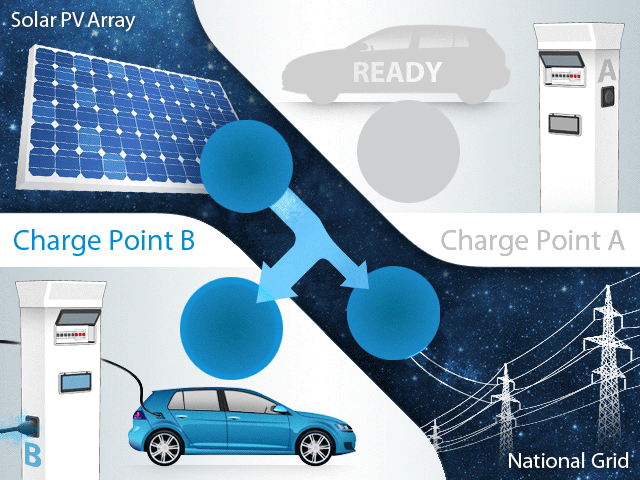 Solar PV Array
READY
A
Charge Point B
Charge Point A
B
National Grid